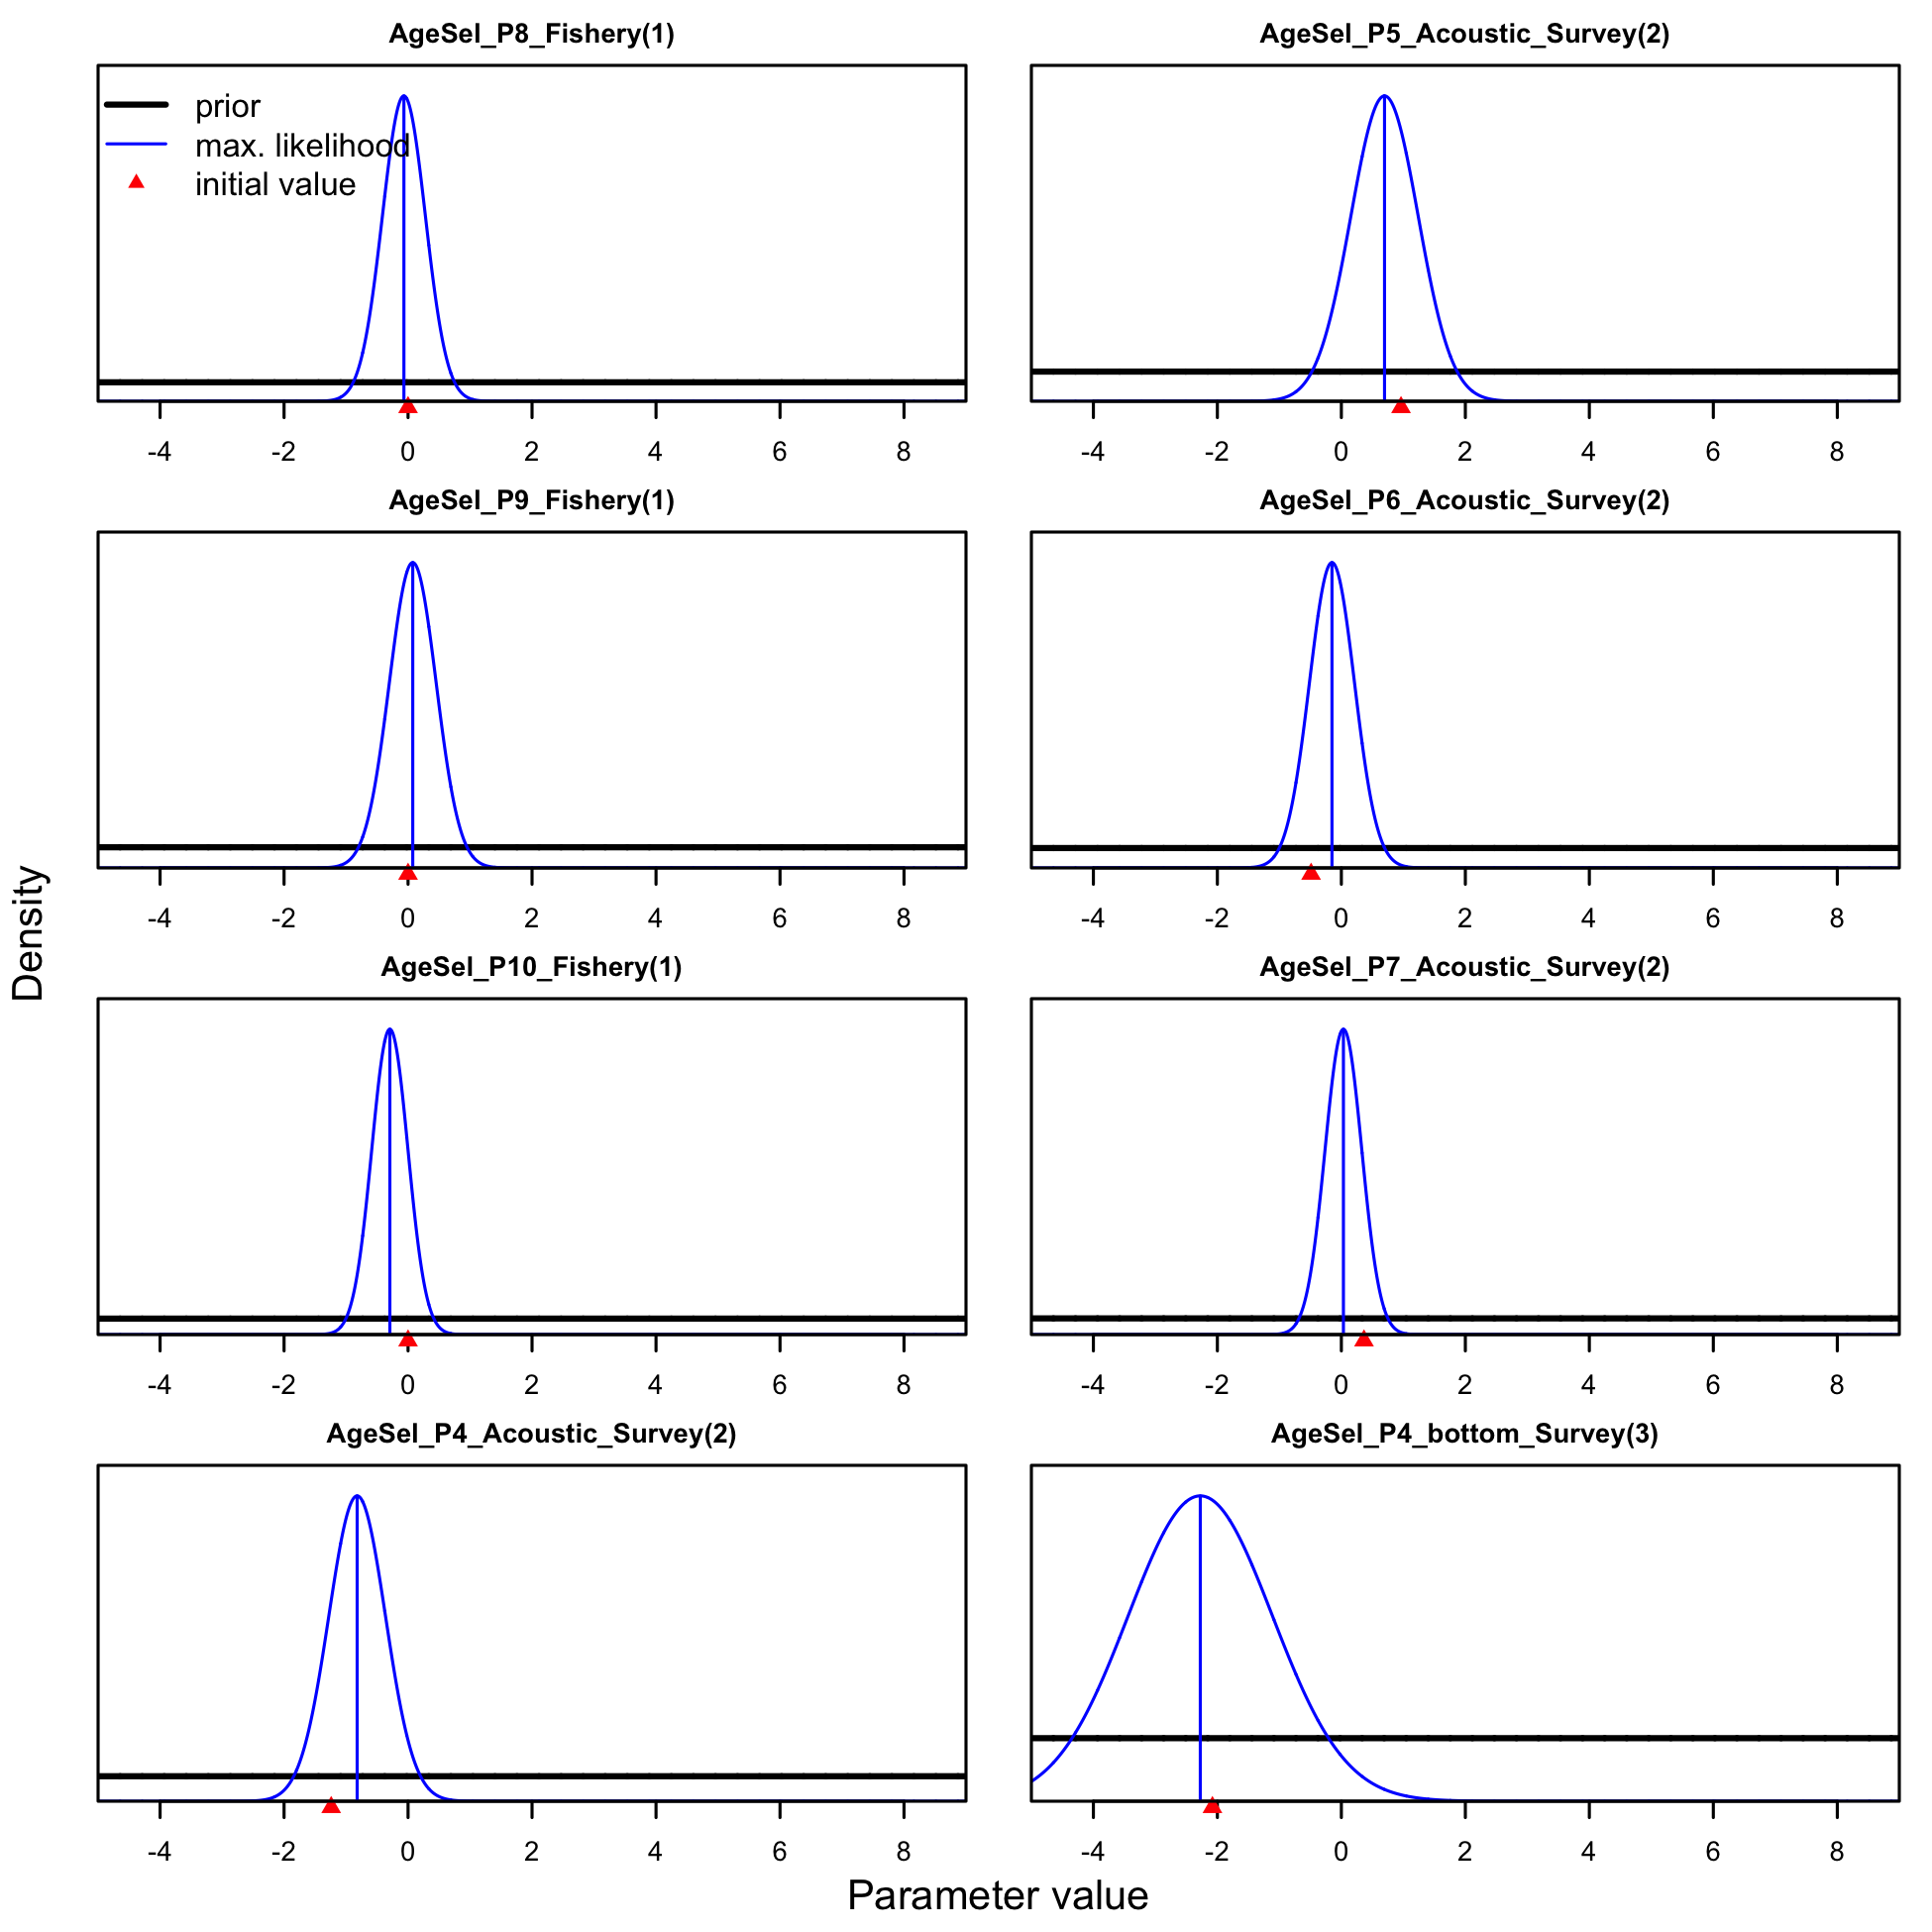 AgeSel_P8_Fishery(1)
prior
max. likelihood
initial value
-4 -2 0 2 4 6 8
AgeSel_P5_Acoustic_Survey(2)
-4 -2 0 2 4 6 8
AgeSel_P9_Fishery(1)
-4 -2 0 2 4 6 8
AgeSel_P6_Acoustic_Survey(2)
-4 -2 0 2 4 6 8
AgeSel_P10_Fishery(1)
-4 -2 0 2 4 6 8
AgeSel_P7_Acoustic_Survey(2)
-4 -2 0 2 4 6 8
AgeSel_P4_Acoustic_Survey(2)
-4 -2 0 2 4 6 8
AgeSel_P4_bottom_Survey(3)
-4 -2 0 2 4 6 8
Density
Parameter value